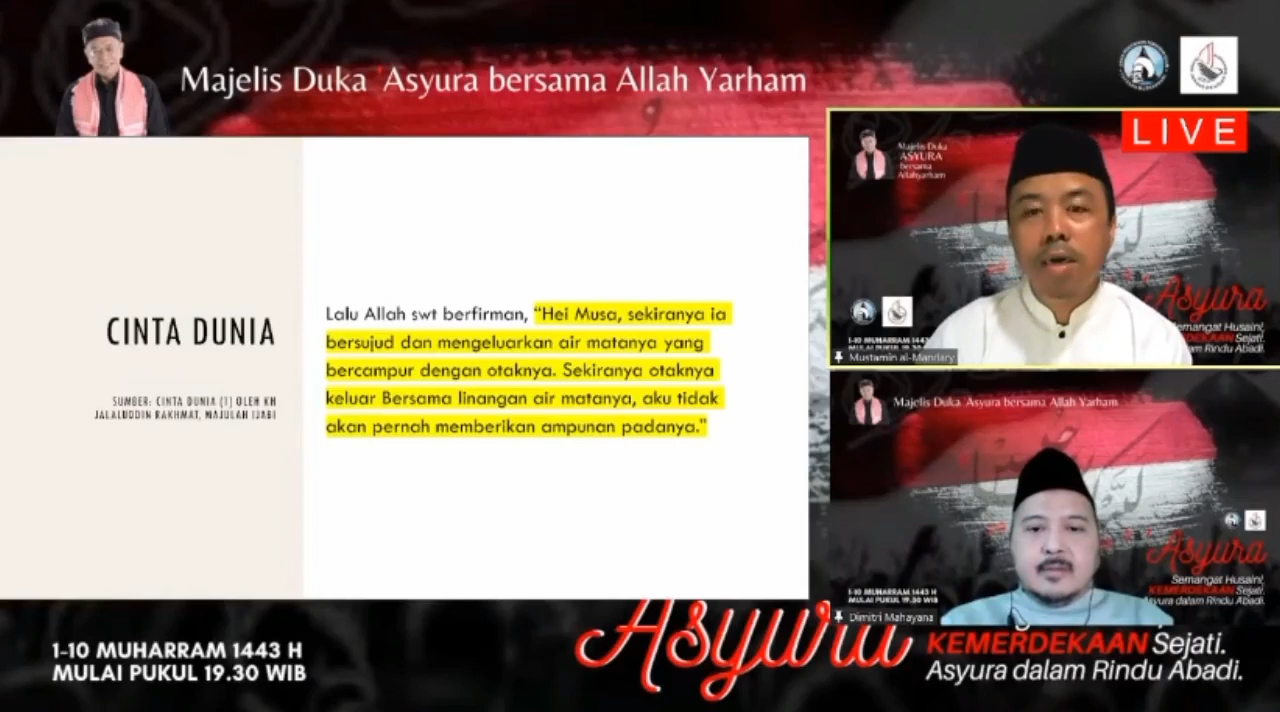 Majelis Duka 'Asyura bersama Allah Yarham
LIVE
CINTA DUNIA
SUMBER: CINTA DUNIA (1) OLEH KH
JALALUDDIN RAKHMAT, MAJULAH IJABI
Lalu Allah swt berfirman, "Hei Musa, sekiranya ia
bersujud dan mengeluarkan air matanya yang
bercampur dengan otaknya. Sekiranya otaknya
keluar Bersama linangan air matanya, aku tidak
akan pernah memberikan ampunan padanya."
Majelis Duka
ASYURA
bersama
Allahyarham
Asyura
Semangat Husaini,
Sejati.
Rindu Abadi.
1-10 MUHARRAM 1443
Mustamin al-Mandary
Majelis Duka Asyura bersama Allah Yarham
Asyura
Semangat Husaini,
KEMERDEKAAN Sejati.
Asyura dalam Rindu Abadi.
1-10 MUHARRAM 1443 H
MULAI PUKUL 19.30 WIB
Dimitri Mahayana
1-10 MUHARRAM 1443 H
MULAI PUKUL 19.30 WIB
Asyura
KEMERDEKAAN Sejati.
Asyura dalam Rindu Abadi.